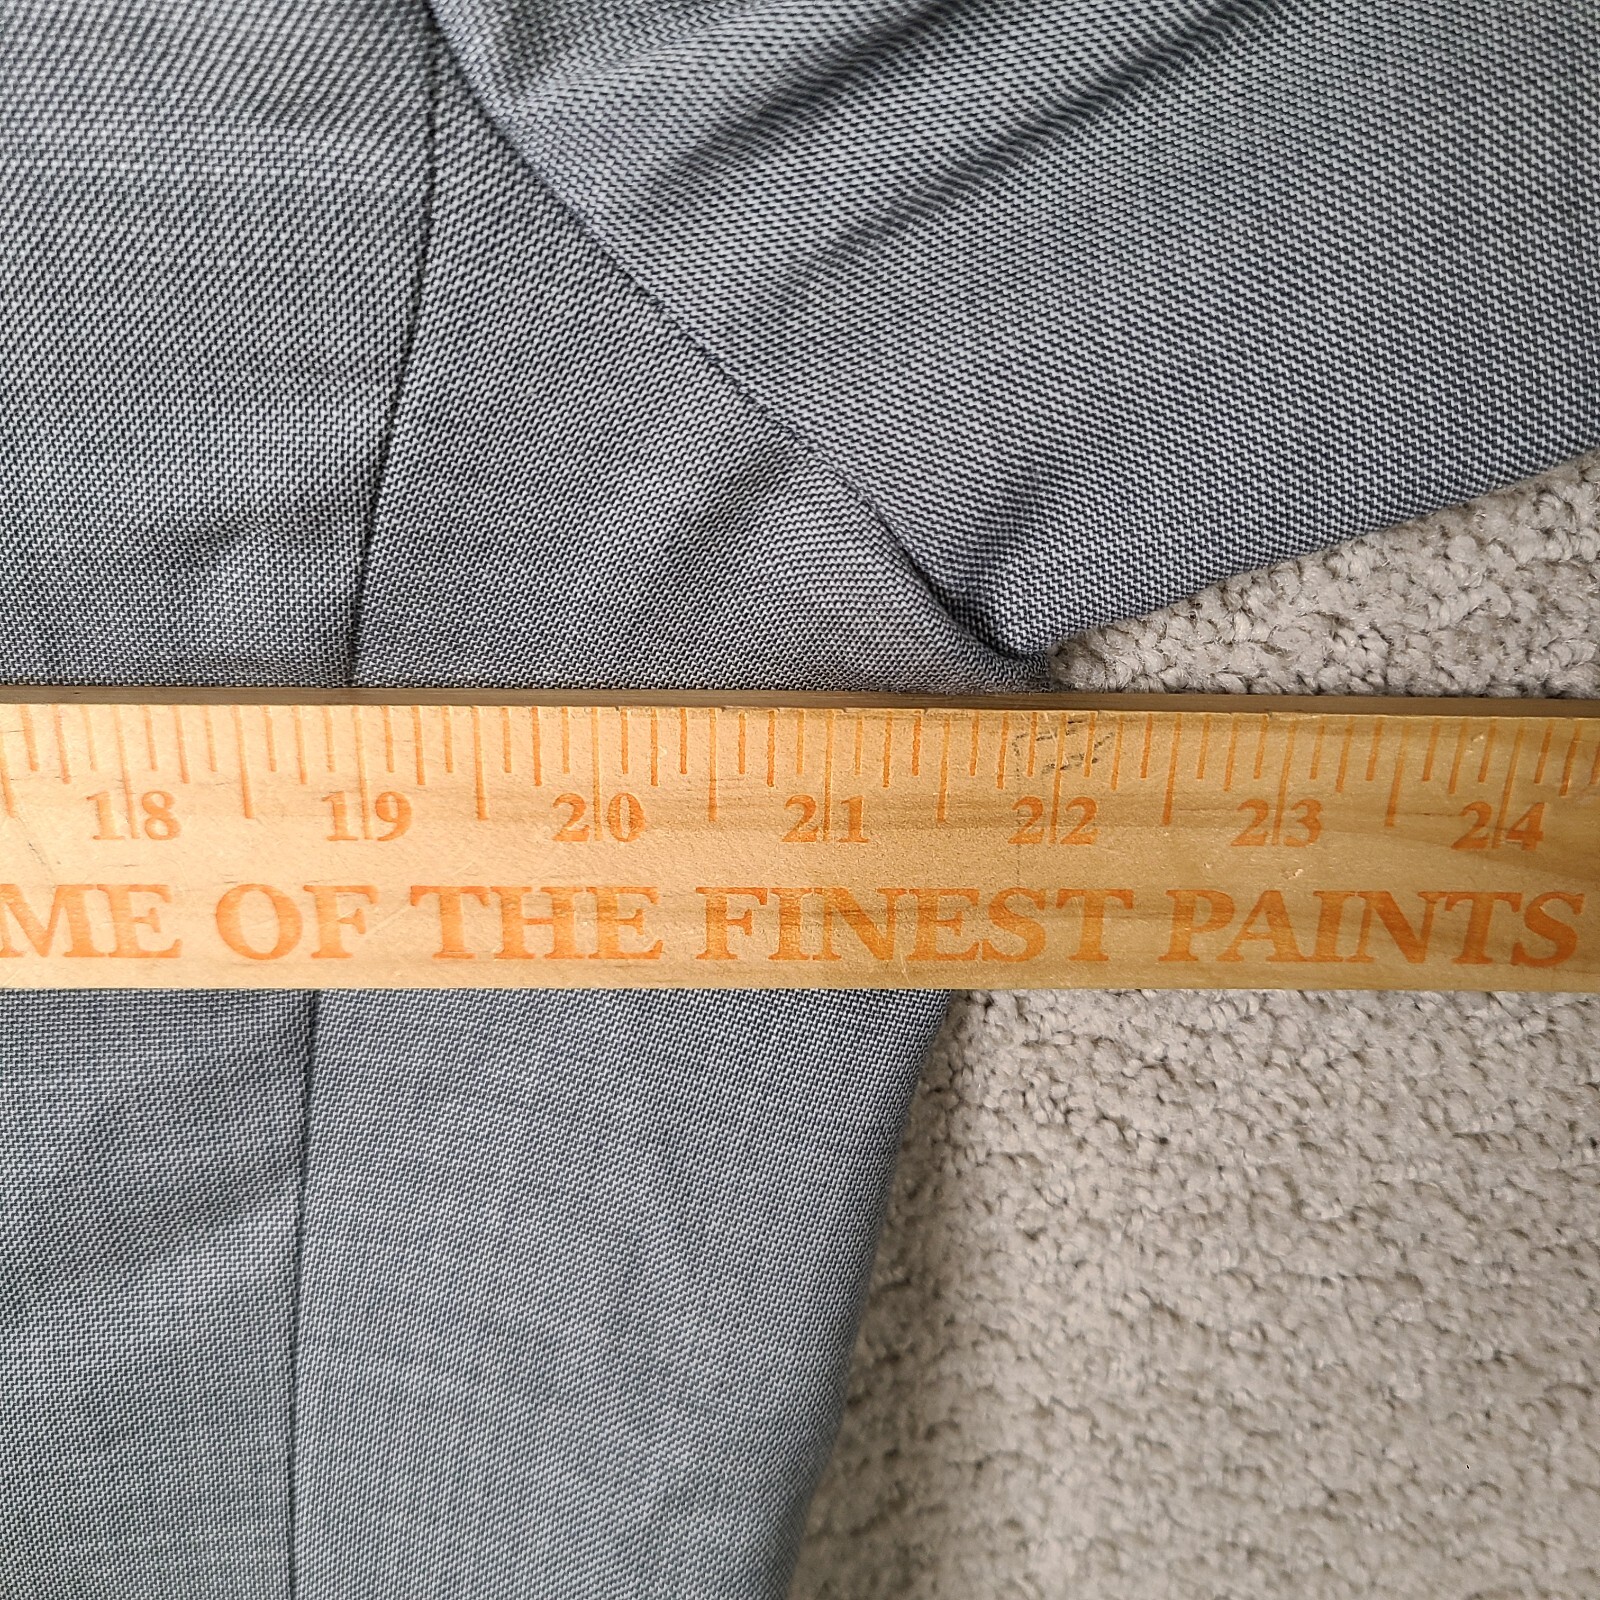 18 19 20 21 22 23 24
ME OF THE FINEST PAINTS